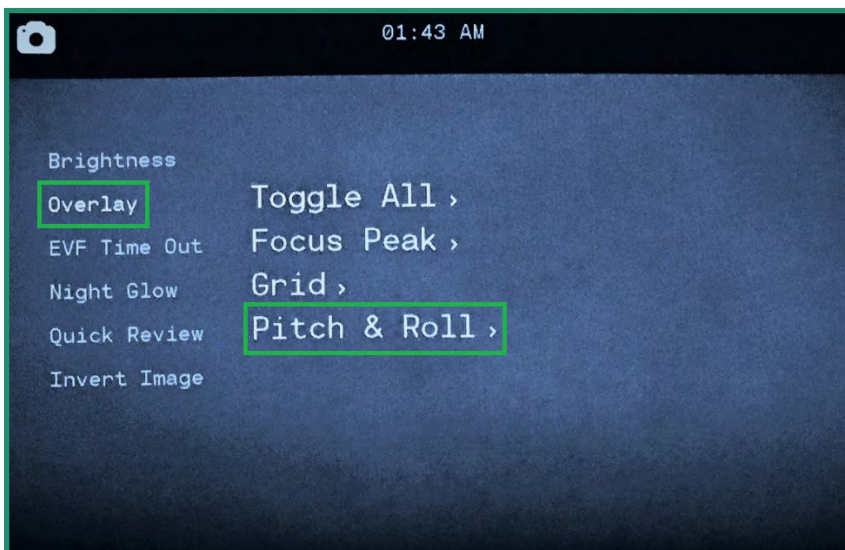 01:43 AM
Brightness
Overlay
EVF Time Out
Night Glow
Quick Review
Invert Image
Toggle All ›
Focus Peak ›
Grid ›
Pitch & Roll ›